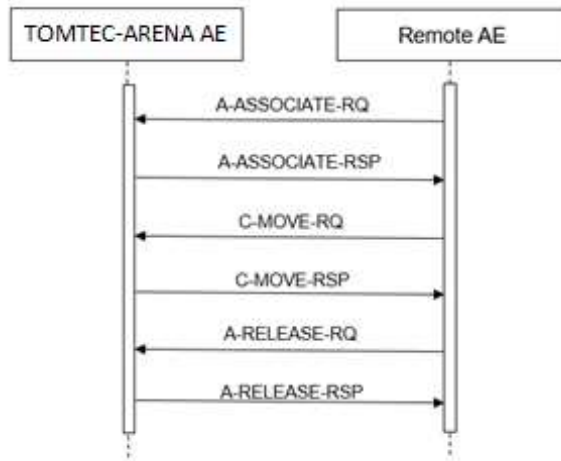 TOMTEC-ARENA AE
Remote AE
A-ASSOCIATE-RQ
A-ASSOCIATE-RSP
C-MOVE-RQ
C-MOVE-RSP
A-RELEASE-RQ
A-RELEASE-RSP